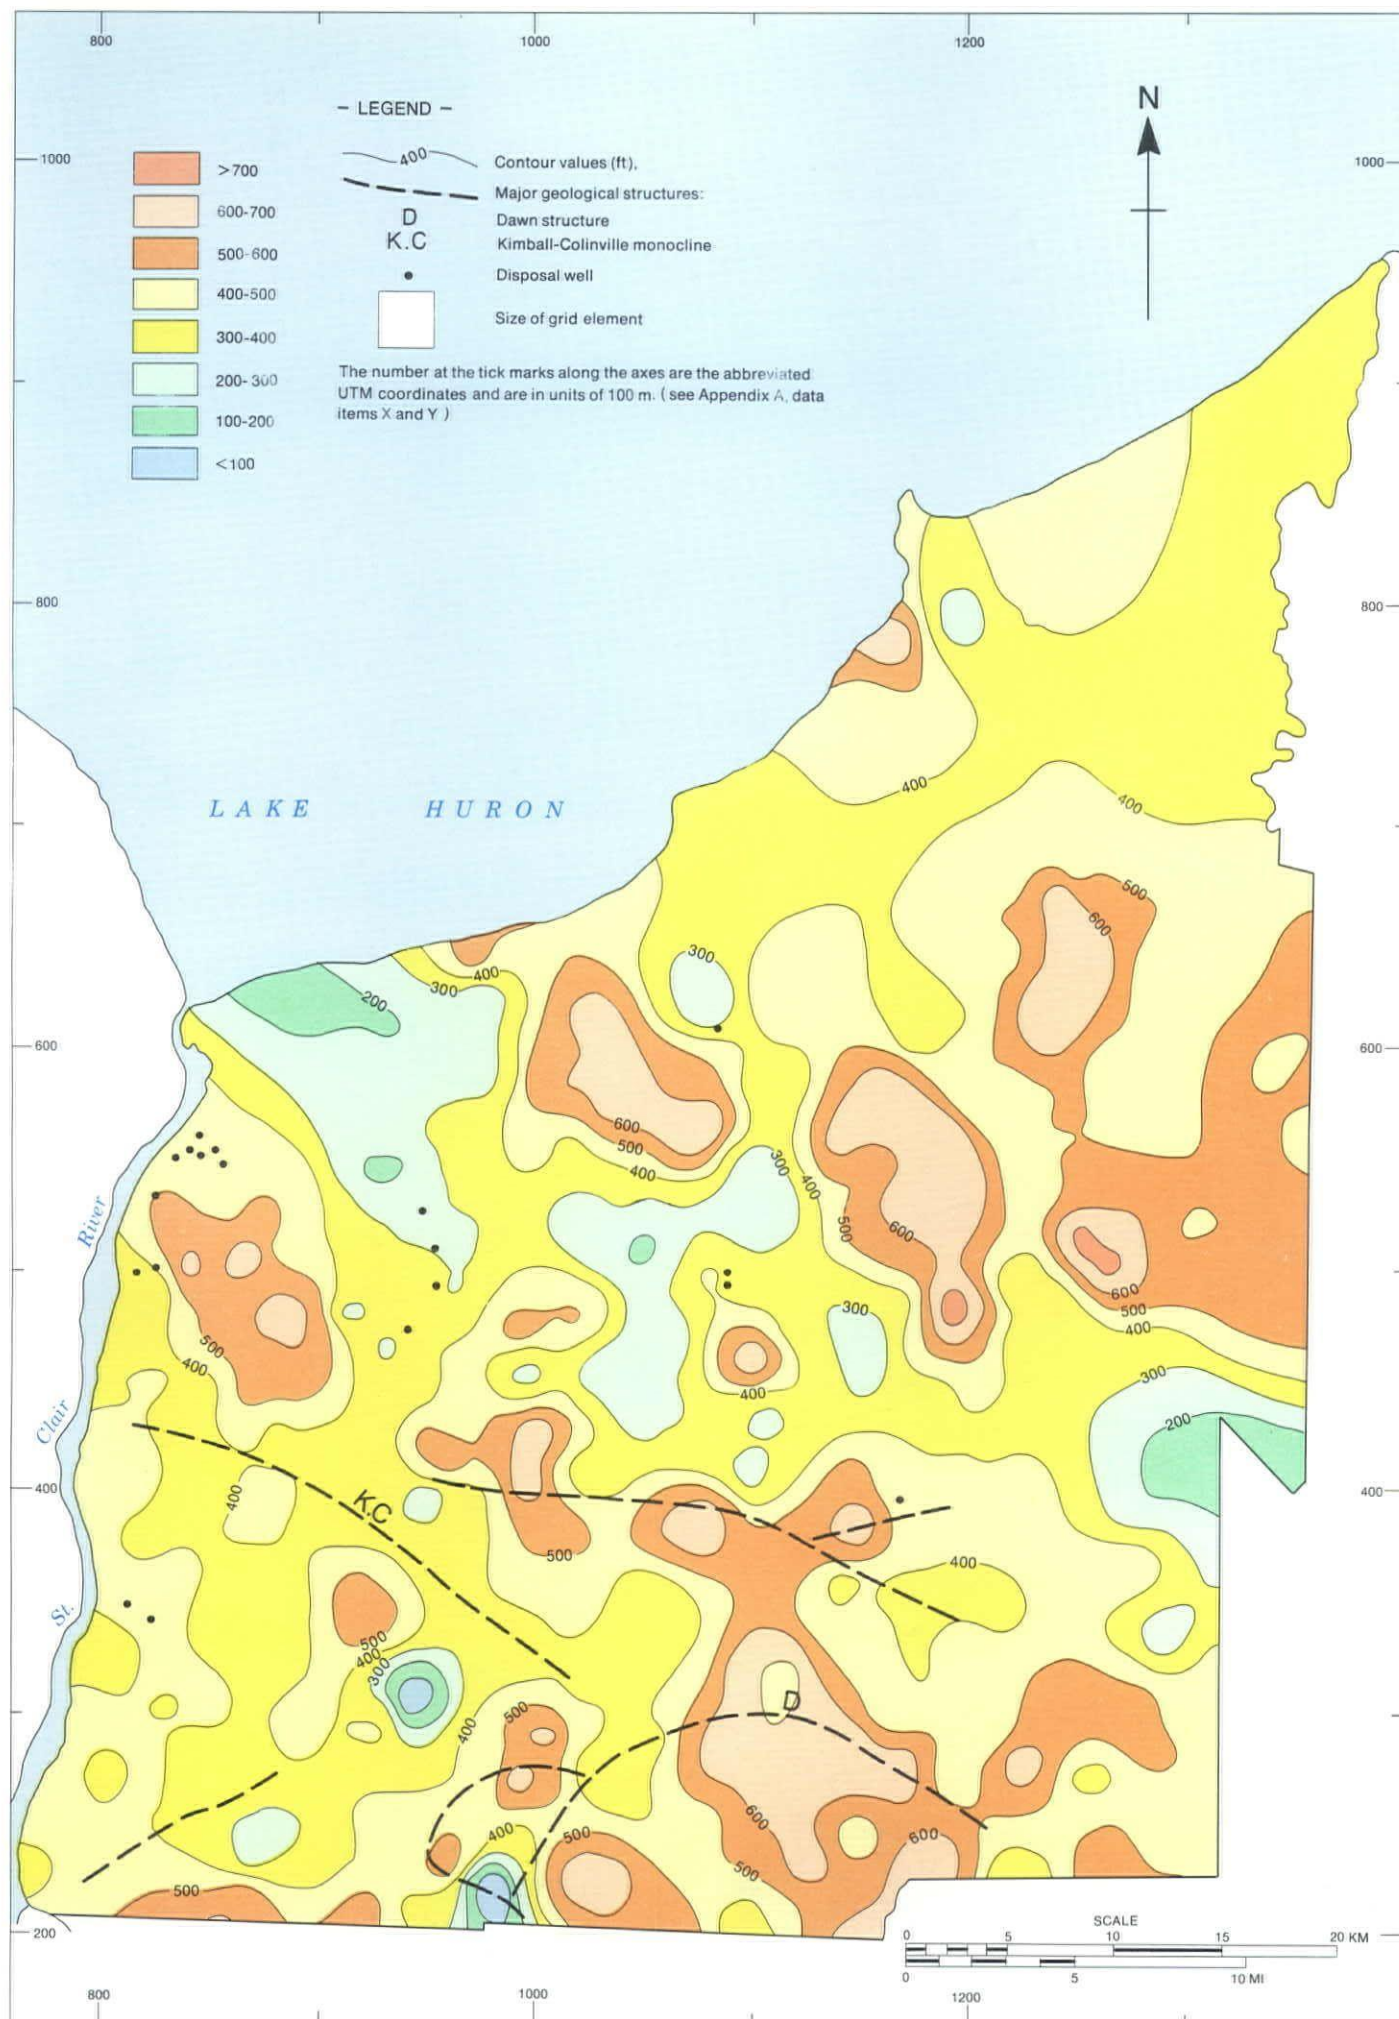 800 1000 1200
N
– LEGEND –
1000 1000
>700
400 Contour values (ft),
600-700
Major geological structures:
D Dawn structure
500-600
K.C Kimball-Colinville monocline
400-500
Disposal well
300-400
Size of grid element
200-300
The number at the tick marks along the axes are the abbreviated
UTM coordinates and are in units of 100 m. ( see Appendix A, data
items X and Y )
100-200
<100
800 800
LAKE HURON
400
400
500
600
300
400
300
200
600 600
600
500
400
300
400
500
600
River
600
500
400
300
500
400
300
400
200
Clair
400 400
400
K.C
500
400
St.
500
400
300
D
500
400
600
600
400
500
500
500
200
SCALE
0 5 10 15 20 KM
0 5 10 MI
800 1000 1200